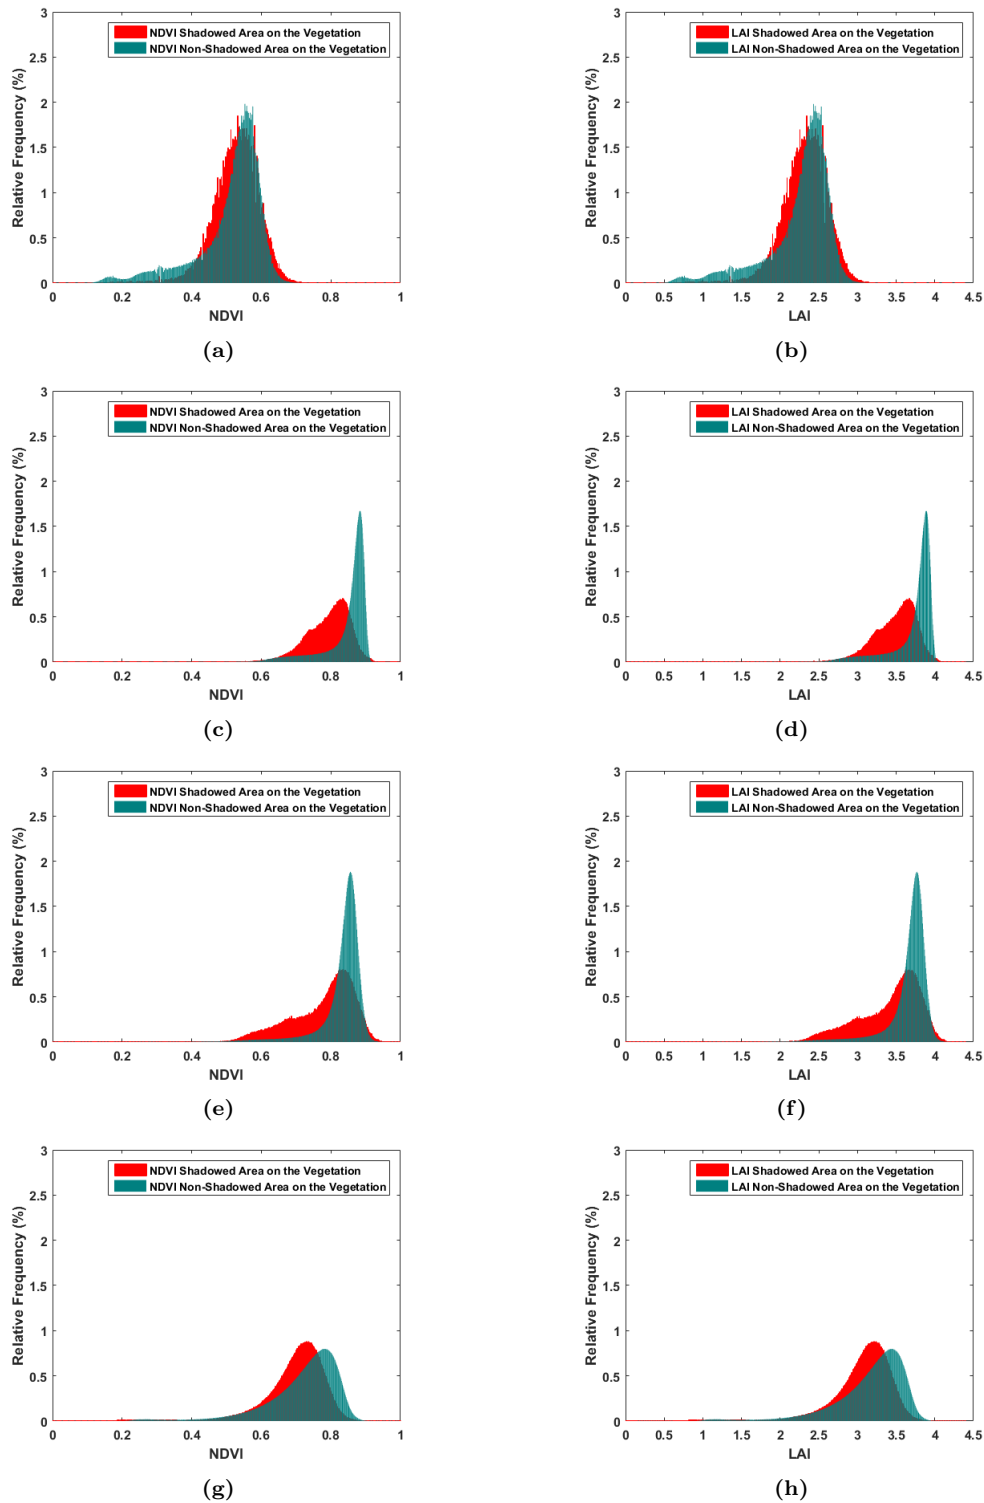 3
2.5
2
1.5
1
0.5
0
Relative Frequency (%)
NDVI Shadowed Area on the Vegetation
NDVI Non-Shadowed Area on the Vegetation
0 0.2 0.4 0.6 0.8 1
NDVI
(a)
3
2.5
2
1.5
1
0.5
0
Relative Frequency (%)
LAI Shadowed Area on the Vegetation
LAI Non-Shadowed Area on the Vegetation
0 0.5 1 1.5 2 2.5 3 3.5 4 4.5
LAI
(b)
3
2.5
2
1.5
1
0.5
0
Relative Frequency (%)
NDVI Shadowed Area on the Vegetation
NDVI Non-Shadowed Area on the Vegetation
0 0.2 0.4 0.6 0.8 1
NDVI
(c)
3
2.5
2
1.5
1
0.5
0
Relative Frequency (%)
LAI Shadowed Area on the Vegetation
LAI Non-Shadowed Area on the Vegetation
0 0.5 1 1.5 2 2.5 3 3.5 4 4.5
LAI
(d)
3
2.5
2
1.5
1
0.5
0
Relative Frequency (%)
NDVI Shadowed Area on the Vegetation
NDVI Non-Shadowed Area on the Vegetation
0 0.2 0.4 0.6 0.8 1
NDVI
(e)
3
2.5
2
1.5
1
0.5
0
Relative Frequency (%)
LAI Shadowed Area on the Vegetation
LAI Non-Shadowed Area on the Vegetation
0 0.5 1 1.5 2 2.5 3 3.5 4 4.5
LAI
(f)
3
2.5
2
1.5
1
0.5
0
Relative Frequency (%)
NDVI Shadowed Area on the Vegetation
NDVI Non-Shadowed Area on the Vegetation
0 0.2 0.4 0.6 0.8 1
NDVI
(g)
3
2.5
2
1.5
1
0.5
0
Relative Frequency (%)
LAI Shadowed Area on the Vegetation
LAI Non-Shadowed Area on the Vegetation
0 0.5 1 1.5 2 2.5 3 3.5 4 4.5
LAI
(h)